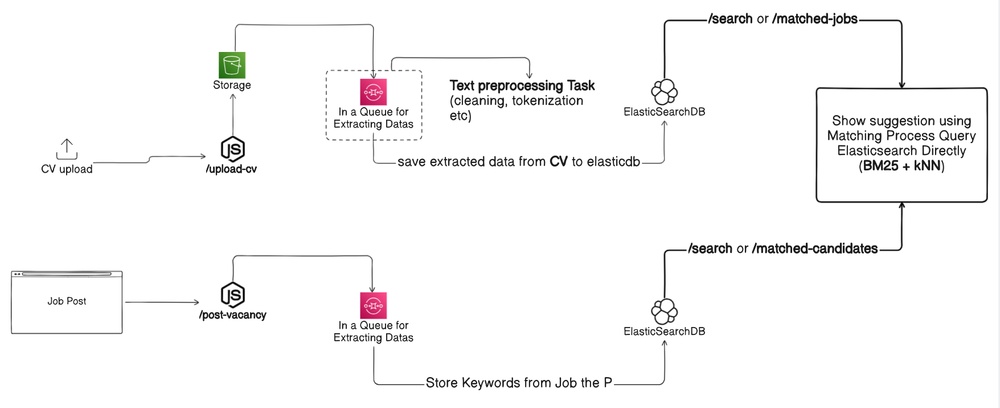 /search or /matched-jobs
Storage
Text preprocessing Task
(cleaning, tokenization
etc)
In a Queue for
Extracting Datas
ElasticSearchDB
Show suggestion using
Matching Process Query
Elasticsearch Directly
(BM25 + kNN)
JS
CV upload
/upload-cv
save extracted data from CV to elasticdb
/search or /matched-candidates
Job Post
JS
/post-vacancy
In a Queue for
Extracting Datas
ElasticSearchDB
Store Keywords from Job the P